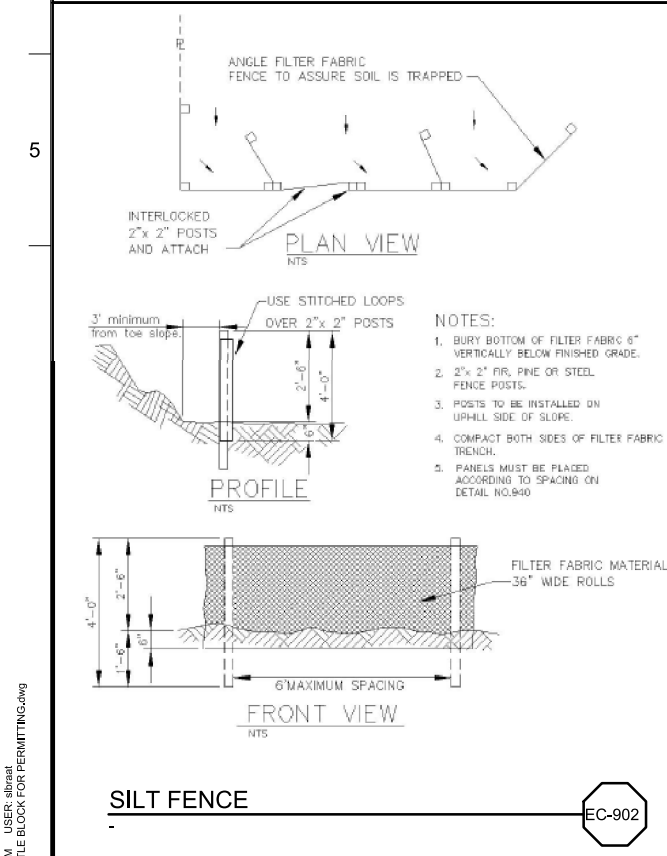 PL
ANGLE FILTER FABRIC
FENCE TO ASSURE SOIL IS TRAPPED
5
INTERLOCKED
2"x 2" POSTS
AND ATTACH
PLAN VIEW
NTS
USE STITCHED LOOPS
OVER 2"x 2" POSTS
3' minimum
from toe slope.
2'-6"
4'-0"
6"
PROFILE
NTS
NOTES:
1. BURY BOTTOM OF FILTER FABRIC 6"
VERTICALLY BELOW FINISHED GRADE.
2. 2"x 2" FIR, PINE OR STEEL
FENCE POSTS.
3. POSTS TO BE INSTALLED ON
UPHILL SIDE OF SLOPE.
4. COMPACT BOTH SIDES OF FILTER FABRIC
TRENCH.
5. PANELS MUST BE PLACED
ACCORDING TO SPACING ON
DETAIL NO.940
FILTER FABRIC MATERIAL
36" WIDE ROLLS
4'-0"
2'-6"
1'-6"
6"
6'MAXIMUM SPACING
FRONT VIEW
NTS
SILT FENCE
-
EC-902
M USER: slbraat
TLE BLOCK FOR PERMITTING.dwg